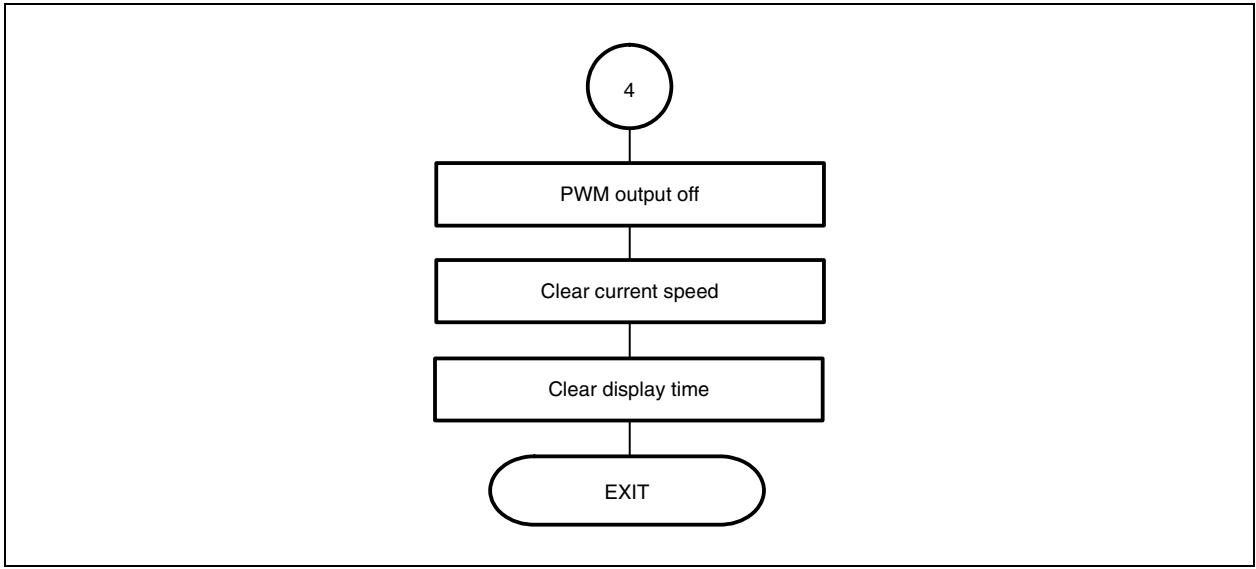 4
PWM output off
Clear current speed
Clear display time
EXIT